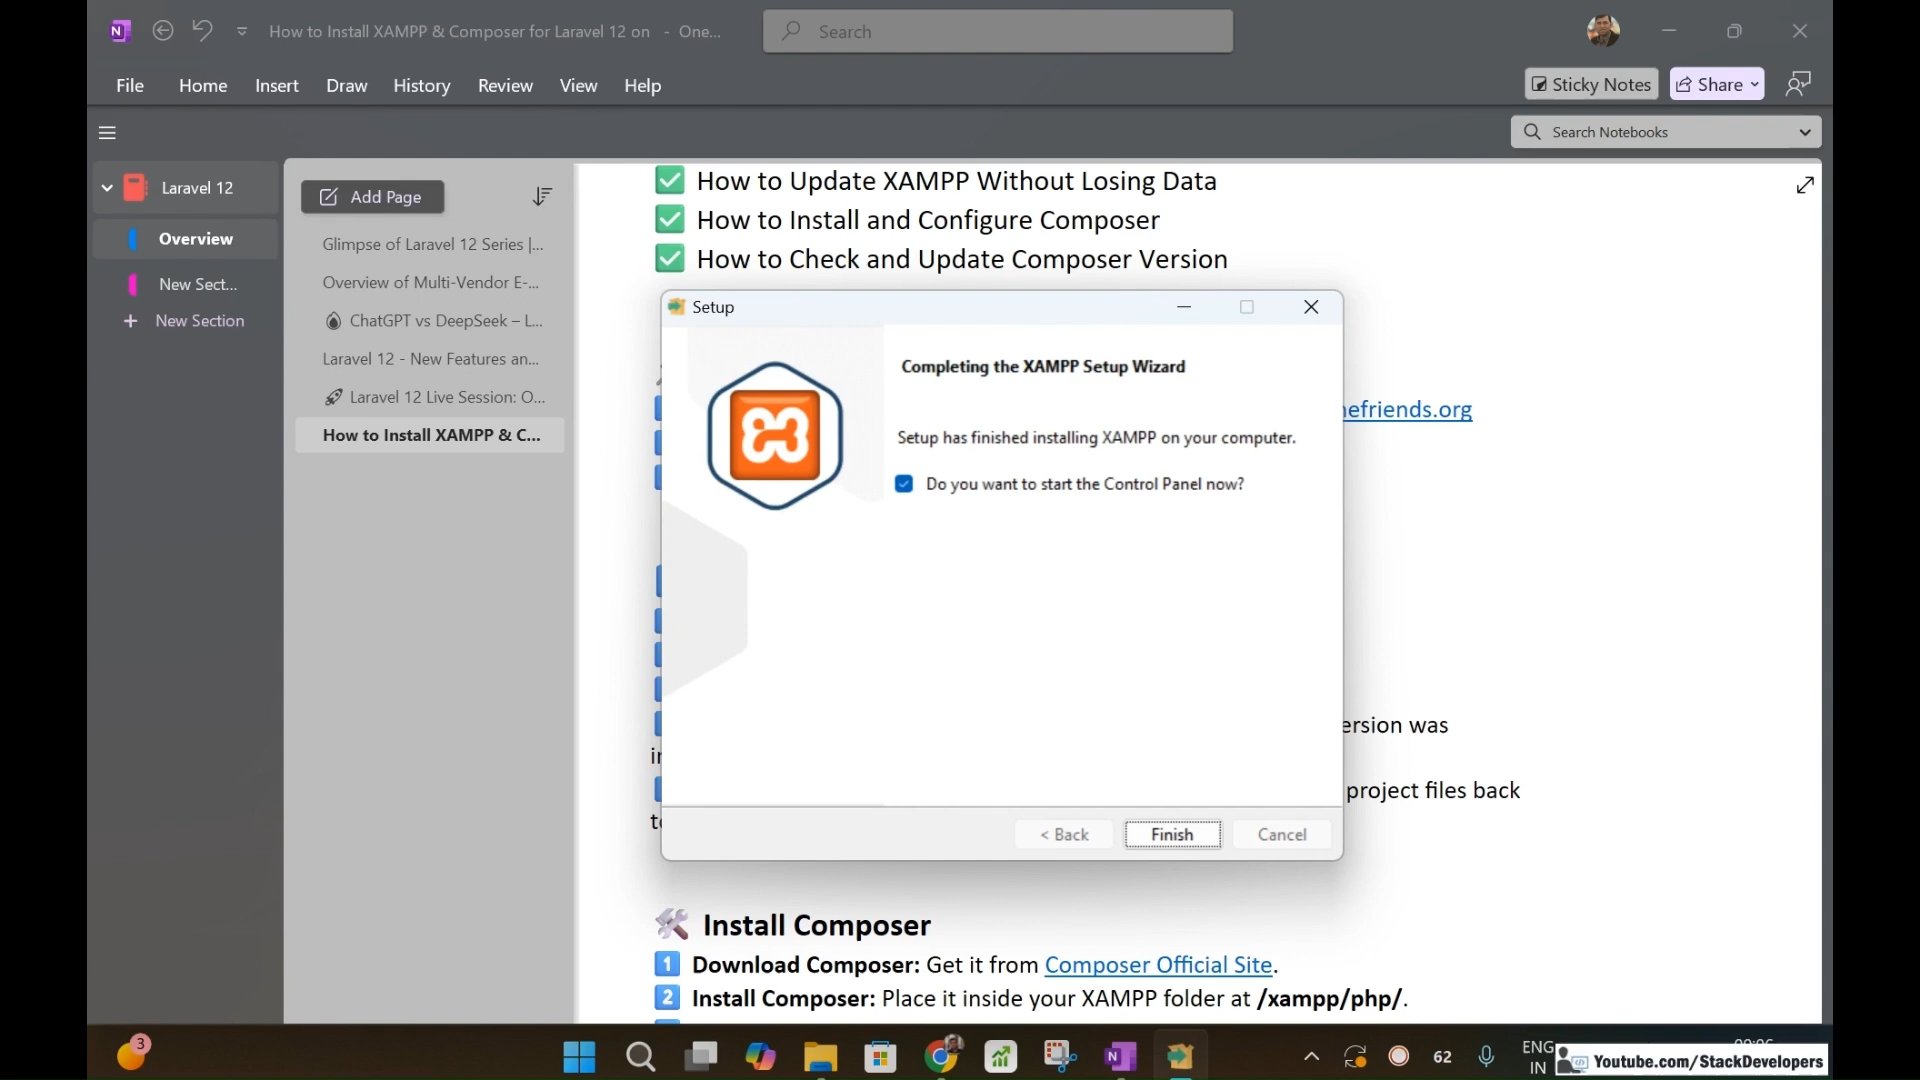 How to Install XAMPP & Composer for Laravel 12 on - One...
Search
File Home Insert Draw History Review View Help
Sticky Notes
Share
Search Notebooks
Laravel 12
Overview
New Sect...
New Section
Add Page
Glimpse of Laravel 12 Series |...
Overview of Multi-Vendor E-...
ChatGPT vs DeepSeek – L...
Laravel 12 - New Features an...
Laravel 12 Live Session: O...
How to Install XAMPP & C...
How to Update XAMPP Without Losing Data
How to Install and Configure Composer
How to Check and Update Composer Version
Setup
Completing the XAMPP Setup Wizard
Setup has finished installing XAMPP on your computer.
Do you want to start the Control Panel now?
< Back Finish Cancel
hefriends.org
ersion was
project files back
Install Composer
1 Download Composer: Get it from Composer Official Site.
2 Install Composer: Place it inside your XAMPP folder at /xampp/php/.
3
62
ENG
IN
Youtube.com/StackDevelopers